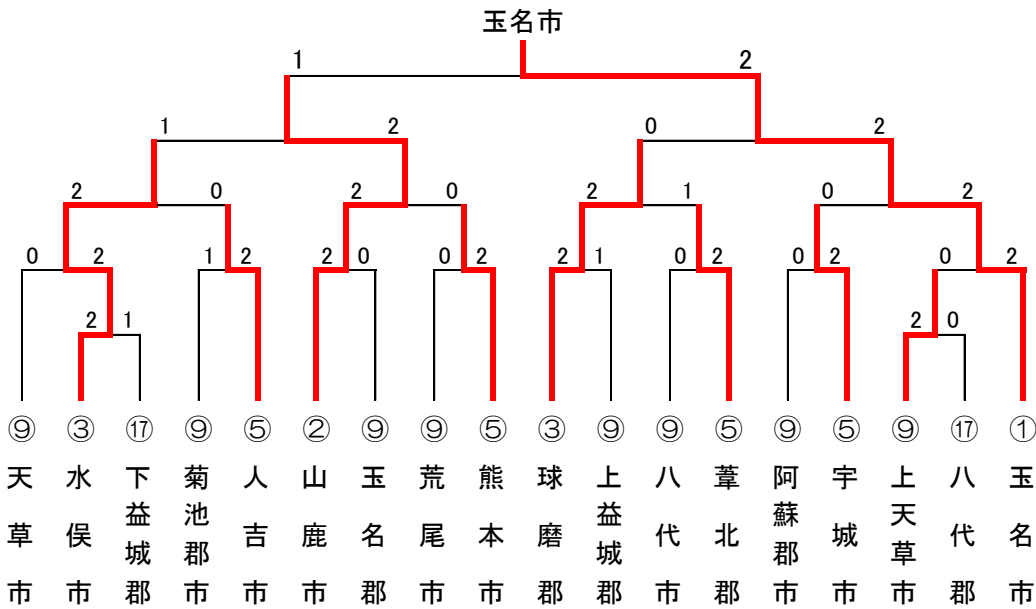 玉名市
1 2
1 2 0 2
2 0 2 0 2 1 0 2
0 2 1 2 2 0 0 2 2 1 0 2 0 2 0 2
2 1 2 0
⑨ ③ ⑰ ⑨ ⑤ ② ⑨ ⑨ ⑤ ③ ⑨ ⑨ ⑤ ⑨ ⑤ ⑨ ⑰ ①
天草市
水俣市
下益城郡
菊池郡市
人吉市
山鹿市
玉名郡
荒尾市
熊本市
球磨郡
上益城郡
八代市
葦北郡
阿蘇郡市
宇城市
上天草市
八代郡
玉名市